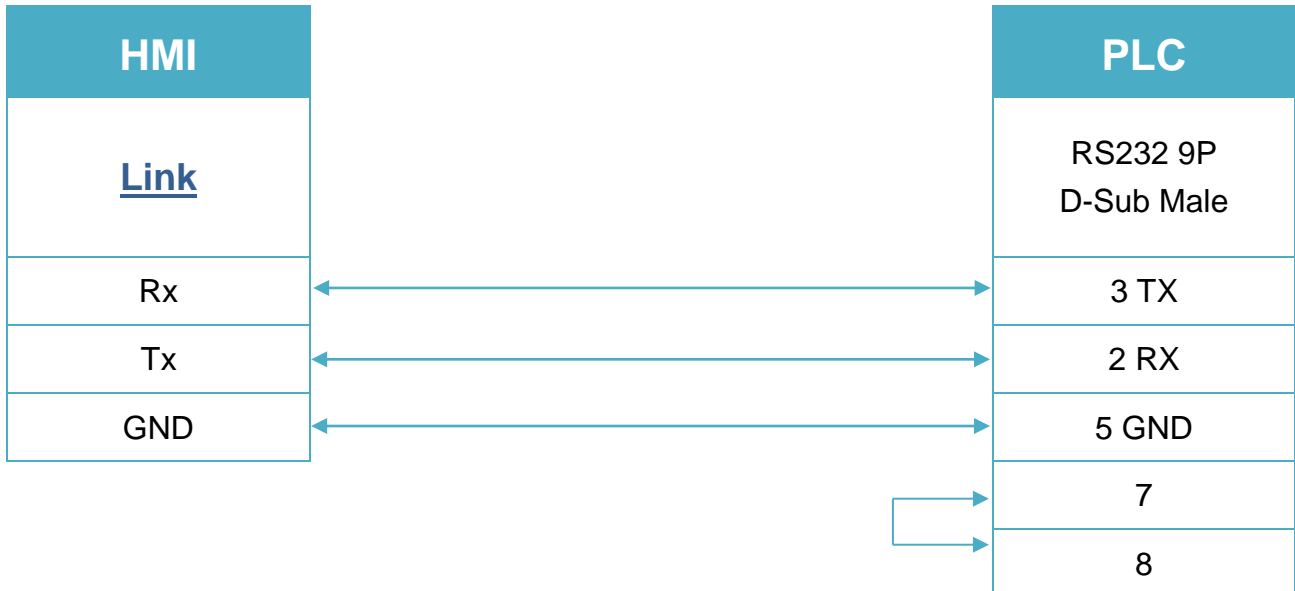 HMI
PLC
Link
RS232 9P
D-Sub Male
Rx
3 TX
Tx
2 RX
GND
5 GND
7
8